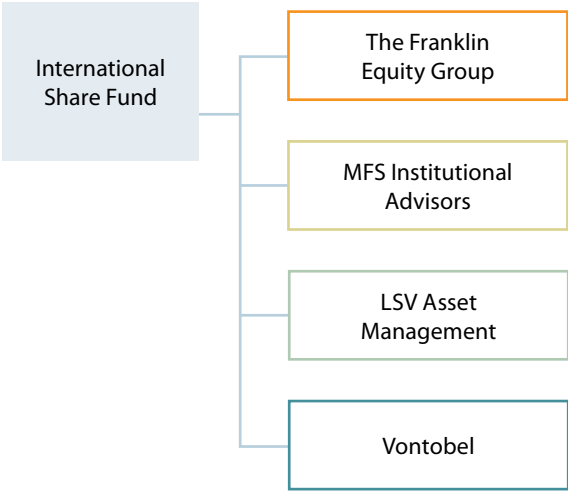 International
Share Fund
The Franklin
Equity Group
MFS Institutional
Advisors
LSV Asset
Management
Vontobel